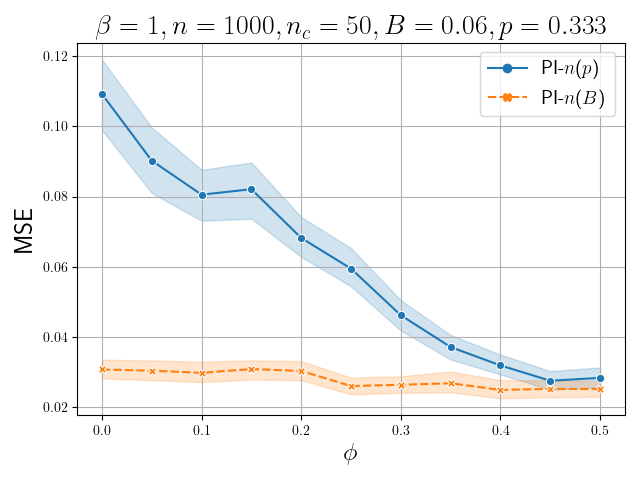 β = 1, n = 1000, n_c = 50, B = 0.06, p = 0.333
PI-n(p)
PI-n(B)
MSE
0.12
0.10
0.08
0.06
0.04
0.02
0.0 0.1 0.2 0.3 0.4 0.5
ϕ